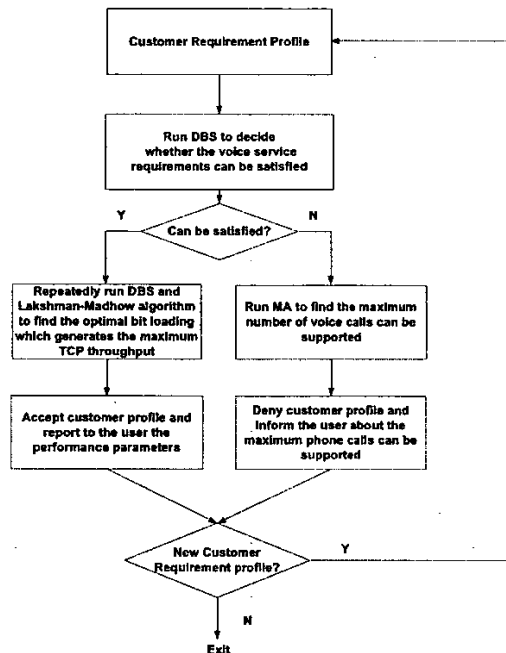 Customer Requirement Profile
Run DBS to decide
whether the voice service
requirements can be satisfied
Y
N
Can be satisfied?
Repeatedly run DBS and
Lakshman-Madhow algorithm
to find the optimal bit loading
which generates the maximum
TCP throughput
Run MA to find the maximum
number of voice calls can be
supported
Accept customer profile and
report to the user the
performance parameters
Deny customer profile and
Inform the user about the
maximum phone calls can be
supported
New Customer
Requirement profile?
Y
N
Exit